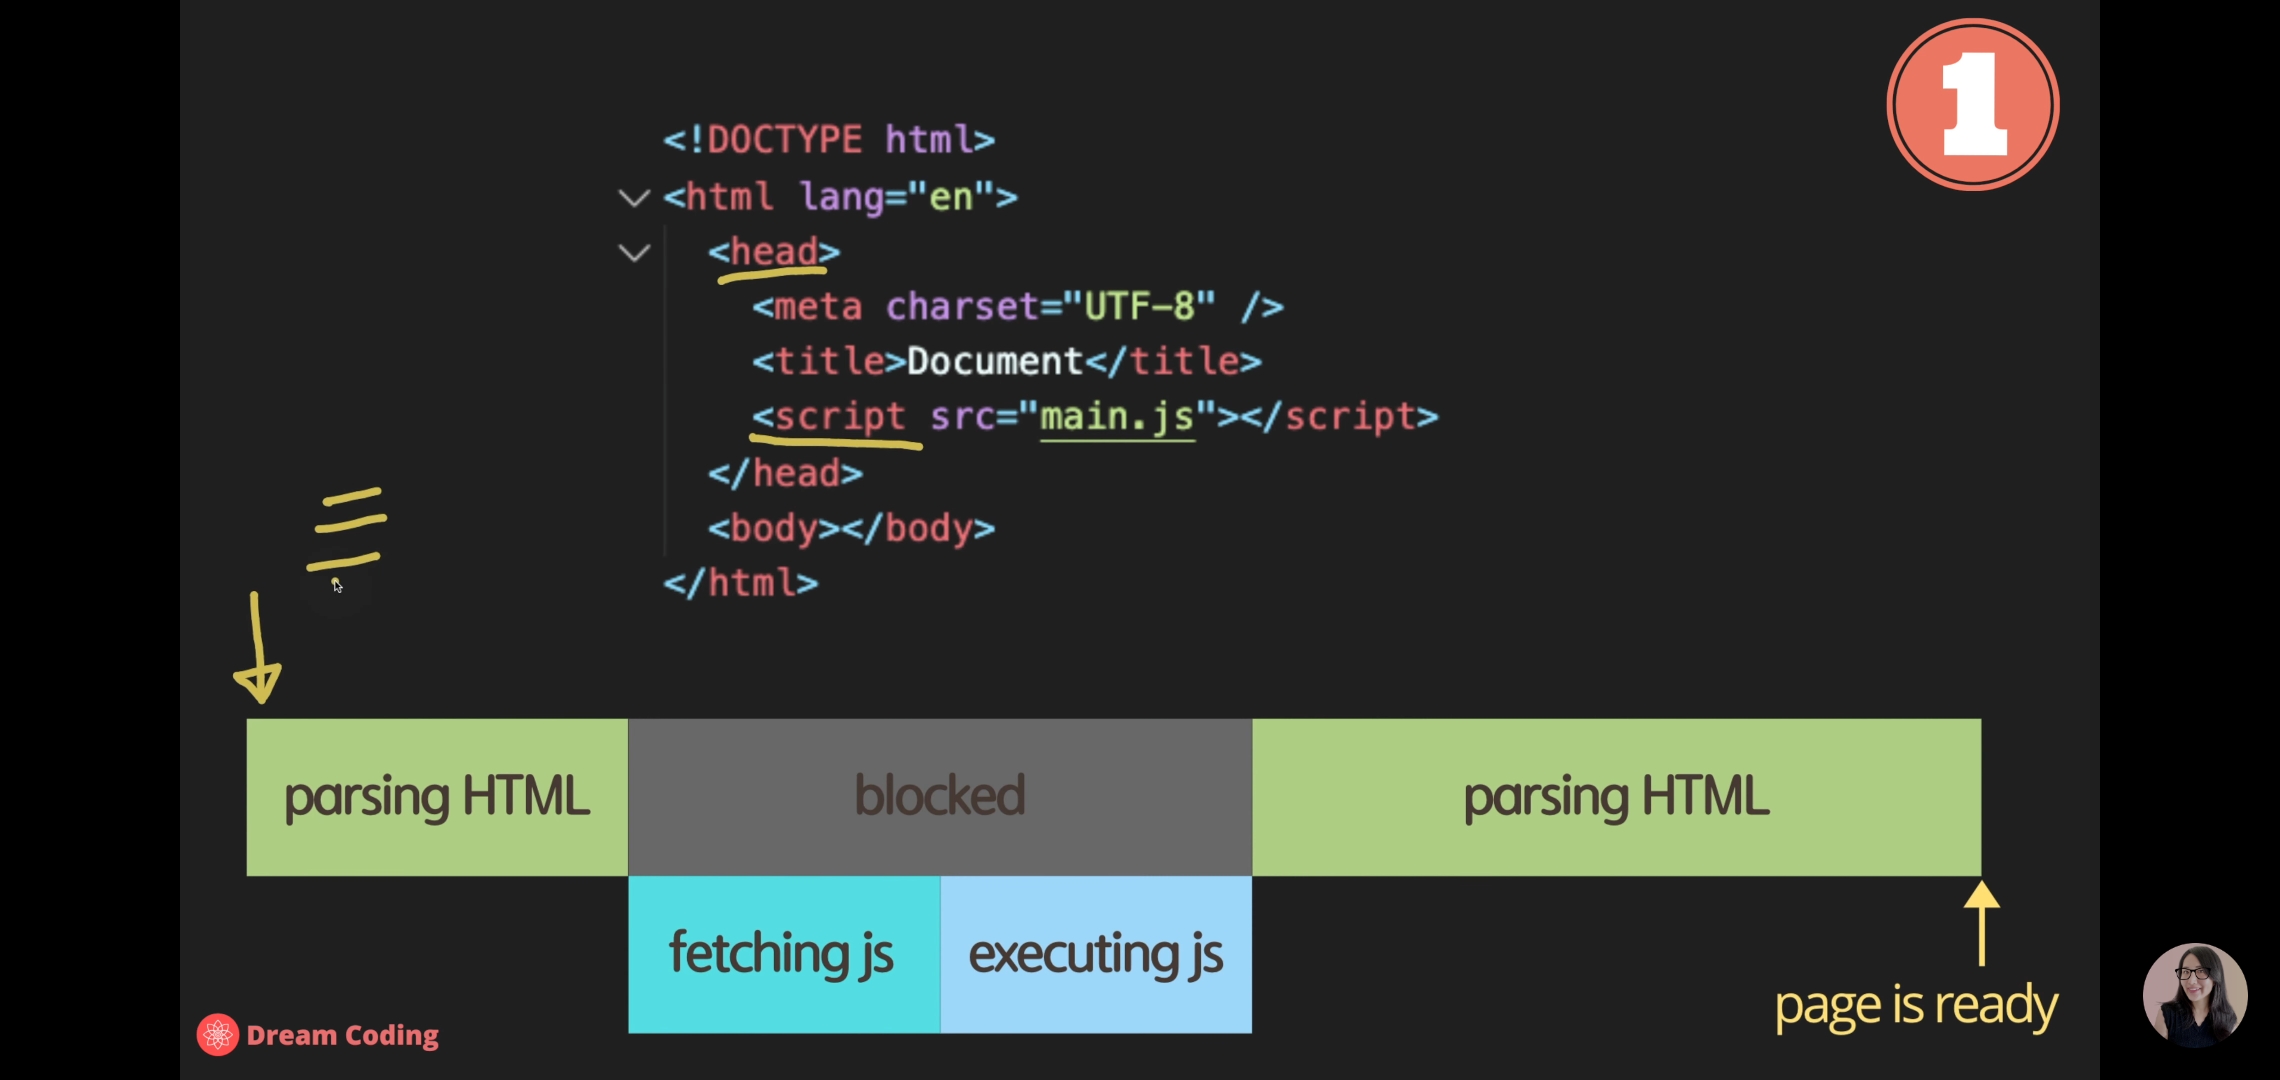 1
<!DOCTYPE html>
<html lang="en">
<head>
<meta charset="UTF-8" />
<title>Document</title>
<script src="main.js"></script>
</head>
<body></body>
</html>
parsing HTML
blocked
parsing HTML
fetching js
executing js
page is ready
Dream Coding